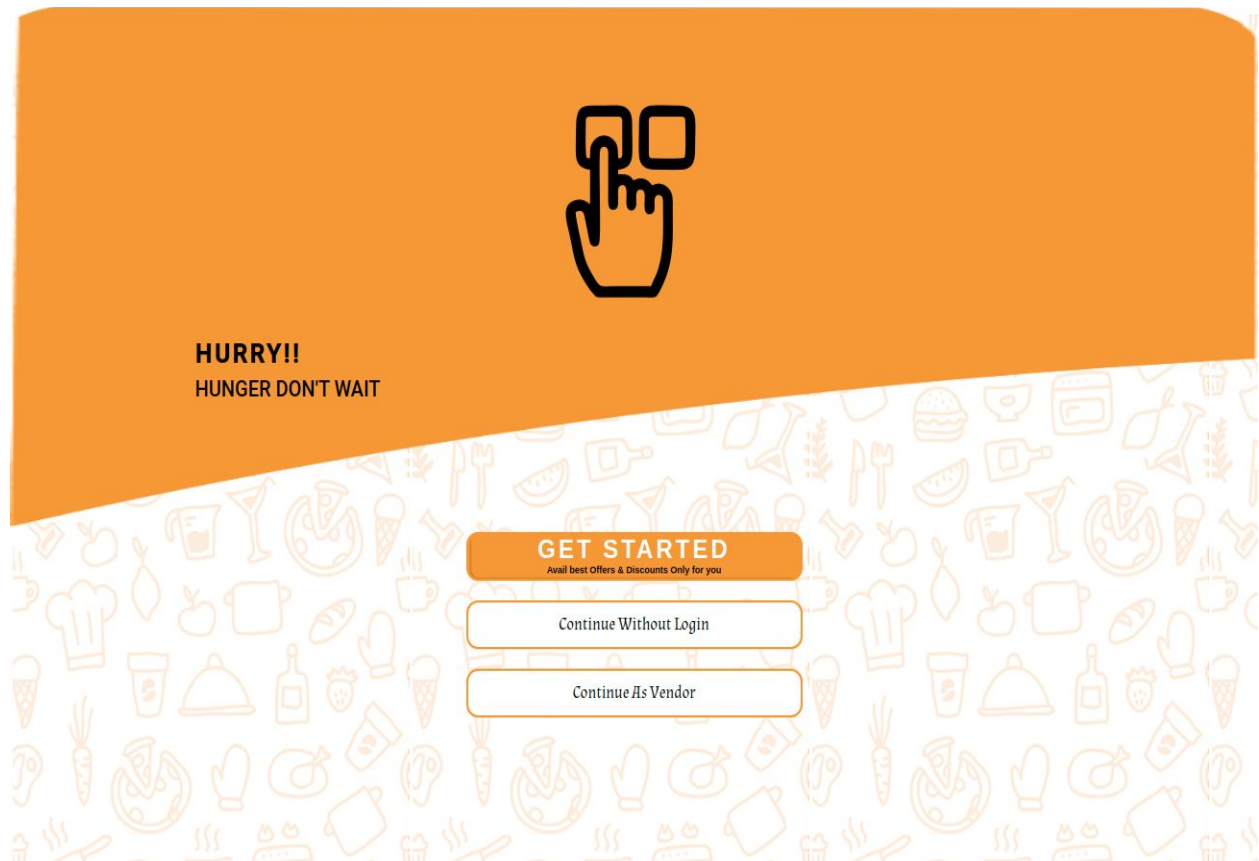 HURRY!!
HUNGER DON'T WAIT
GET STARTED
Avail best Offers & Discounts Only for you
Continue Without Login
Continue As Vendor